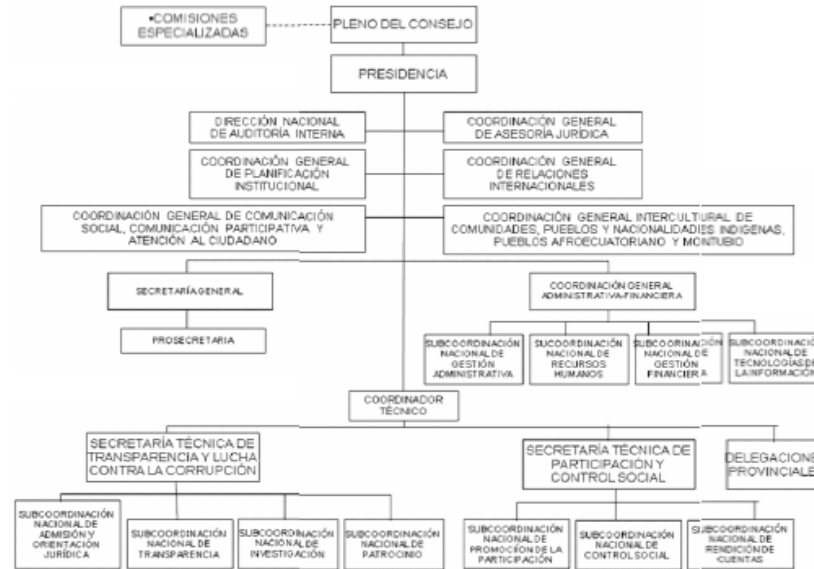 •COMISIONES
ESPECIALIZADAS
PLENO DEL CONSEJO
PRESIDENCIA
DIRECCIÓN NACIONAL
DE AUDITORÍA INTERNA
COORDINACIÓN GENERAL
DE ASESORÍA JURÍDICA
COORDINACIÓN GENERAL
DE PLANIFICACIÓN
INSTITUCIONAL
COORDINACIÓN GENERAL
DE RELACIONES
INTERNACIONALES
COORDINACIÓN GENERAL DE COMUNICACIÓN
SOCIAL, COMUNICACIÓN PARTICIPATIVA Y
ATENCIÓN AL CIUDADANO
COORDINACIÓN GENERAL INTERCULTURAL DE
COMUNIDADES, PUEBLOS Y NACIONALIDADES INDIGENAS,
PUEBLOS AFROECUATORIANO Y MONTUBIO
SECRETARÍA GENERAL
COORDINACIÓN GENERAL
ADMINISTRATIVA-FINANCIERA
PROSECRETARIA
SUBCOORDINACIÓN
NACIONAL DE
GESTIÓN
ADMINISTRATIVA
SUCOORDINACIÓN
NACIONAL DE
RECURSOS
HUMANOS
SUBCOORINACIÓN
NACIONAL DE
GESTIÓN
FINANCIERA
SUBCOORDINACIÓN
NACIONAL DE
TECNOLOGÍAS DE
LA INFORMACIÓN
COORDINADOR
TÉCNICO
SECRETARÍA TÉCNICA DE
TRANSPARENCIA Y LUCHA
CONTRA LA CORRUPCIÓN
SECRETARÍA TÉCNICA DE
PARTICIPACIÓN Y
CONTROL SOCIAL
DELEGACIONE
PROVINCIALE
SUBCOORDINACIÓN
NACIONAL DE
ADMISIÓN Y
ORIENTACIÓN
JURÍDICA
SUBCOORDINACIÓN
NACIONAL DE
TRANSPARENCIA
SUBCOORDINACIÓN
NACIONAL DE
INVESTIGACIÓN
SUBCOORDINACIÓN
NACIONAL DE
PATROCINIO
SUBCOORDINACIÓN
NACIONAL DE
PROMOCIÓN DE LA
PARTICIPACIÓN
SUBCOORDINACIÓN
NACIONAL DE
CONTROL SOCIAL
SUBCOORDINACIÓN
NACIONAL DE
RENDICIÓN DE
CUENTAS